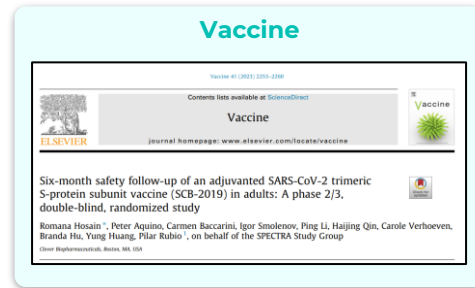 Vaccine
Vaccine 41 (2023) 2253–2260
Contents lists available at ScienceDirect
Vaccine
journal homepage: www.elsevier.com/locate/vaccine
ELSEVIER
Vaccine
Six-month safety follow-up of an adjuvanted SARS-CoV-2 trimeric
S-protein subunit vaccine (SCB-2019) in adults: A phase 2/3,
double-blind, randomized study
Romana Hosain *, Peter Aquino, Carmen Baccarini, Igor Smolenov, Ping Li, Haijing Qin, Carole Verhoeven,
Branda Hu, Yung Huang, Pilar Rubio ¹, on behalf of the SPECTRA Study Group
Clover Biopharmaceuticals, Boston, MA, USA